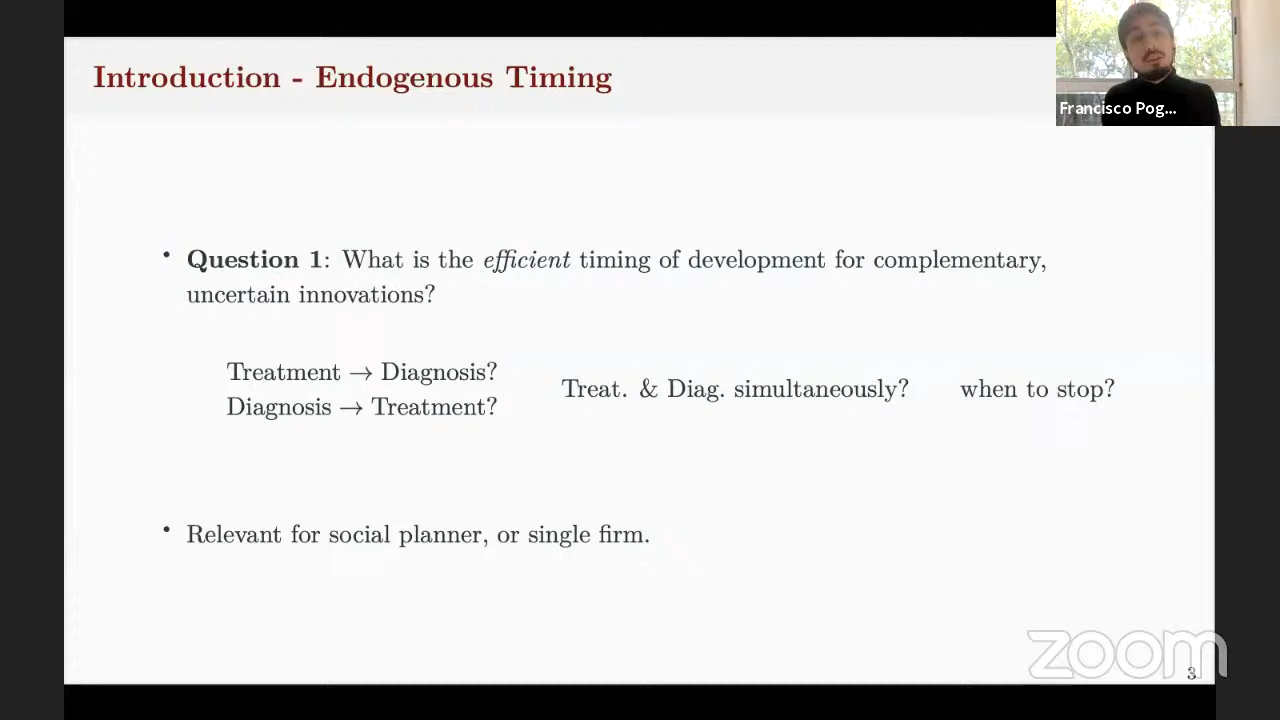 Introduction - Endogenous Timing
Francisco Pog...
• Question 1: What is the efficient timing of development for complementary,
uncertain innovations?
Treatment → Diagnosis?
Diagnosis → Treatment?
Treat. & Diag. simultaneously?
when to stop?
• Relevant for social planner, or single firm.
zoom
3